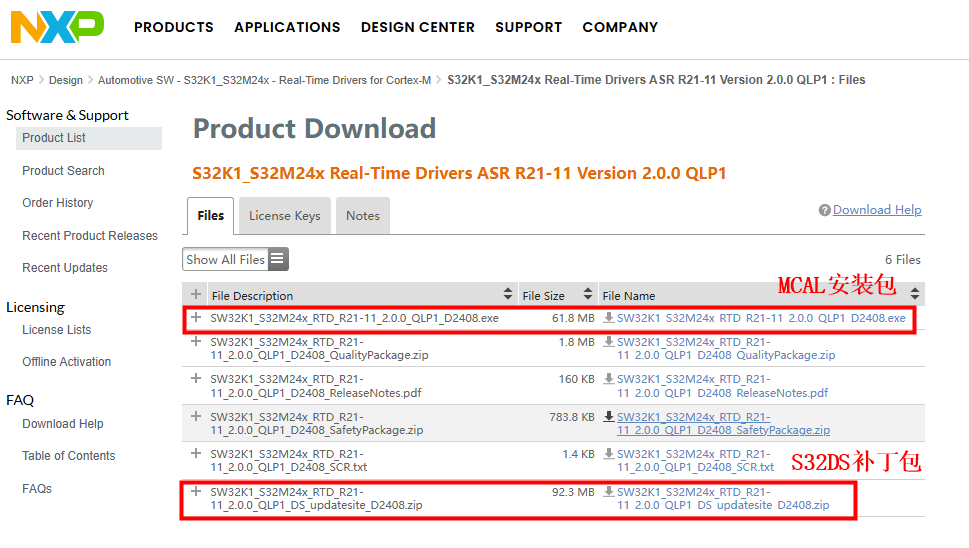 NXP PRODUCTS APPLICATIONS DESIGN CENTER SUPPORT COMPANY
NXP > Design > Automotive SW - S32K1_S32M24x - Real-Time Drivers for Cortex-M > S32K1_S32M24x Real-Time Drivers ASR R21-11 Version 2.0.0 QLP1 : Files
Software & Support
Product List
Product Search
Order History
Recent Product Releases
Recent Updates
Licensing
License Lists
Offline Activation
FAQ
Download Help
Table of Contents
FAQs
Product Download
S32K1_S32M24x Real-Time Drivers ASR R21-11 Version 2.0.0 QLP1
Files License Keys Notes
Download Help
Show All Files
6 Files
MCAL安装包
File Description File Size File Name
SW32K1_S32M24x_RTD_R21-11_2.0.0_QLP1_D2408.exe 61.8 MB SW32K1_S32M24x_RTD_R21-11_2.0.0_QLP1_D2408.exe
SW32K1_S32M24x_RTD_R21- 1.8 MB SW32K1_S32M24x_RTD_R21-
11_2.0.0_QLP1_D2408_QualityPackage.zip 11_2.0.0_QLP1_D2408_QualityPackage.zip
SW32K1_S32M24x_RTD_R21- 160 KB SW32K1_S32M24x_RTD_R21-
11_2.0.0_QLP1_D2408_ReleaseNotes.pdf 11_2.0.0_QLP1_D2408_ReleaseNotes.pdf
SW32K1_S32M24x_RTD_R21- 783.8 KB SW32K1_S32M24x_RTD_R21-
11_2.0.0_QLP1_D2408_SafetyPackage.zip 11_2.0.0_QLP1_D2408_SafetyPackage.zip
SW32K1_S32M24x_RTD_R21- 1.4 KB SW32K1_S32M24x_RTD_R21-
11_2.0.0_QLP1_D2408_SCR.txt 11_2.0.0_QLP1_D2408_SCR.txt
S32DS补丁包
SW32K1_S32M24x_RTD_R21- 92.3 MB SW32K1_S32M24x_RTD_R21-
11_2.0.0_QLP1_DS_updatesite_D2408.zip 11_2.0.0_QLP1_DS_updatesite_D2408.zip